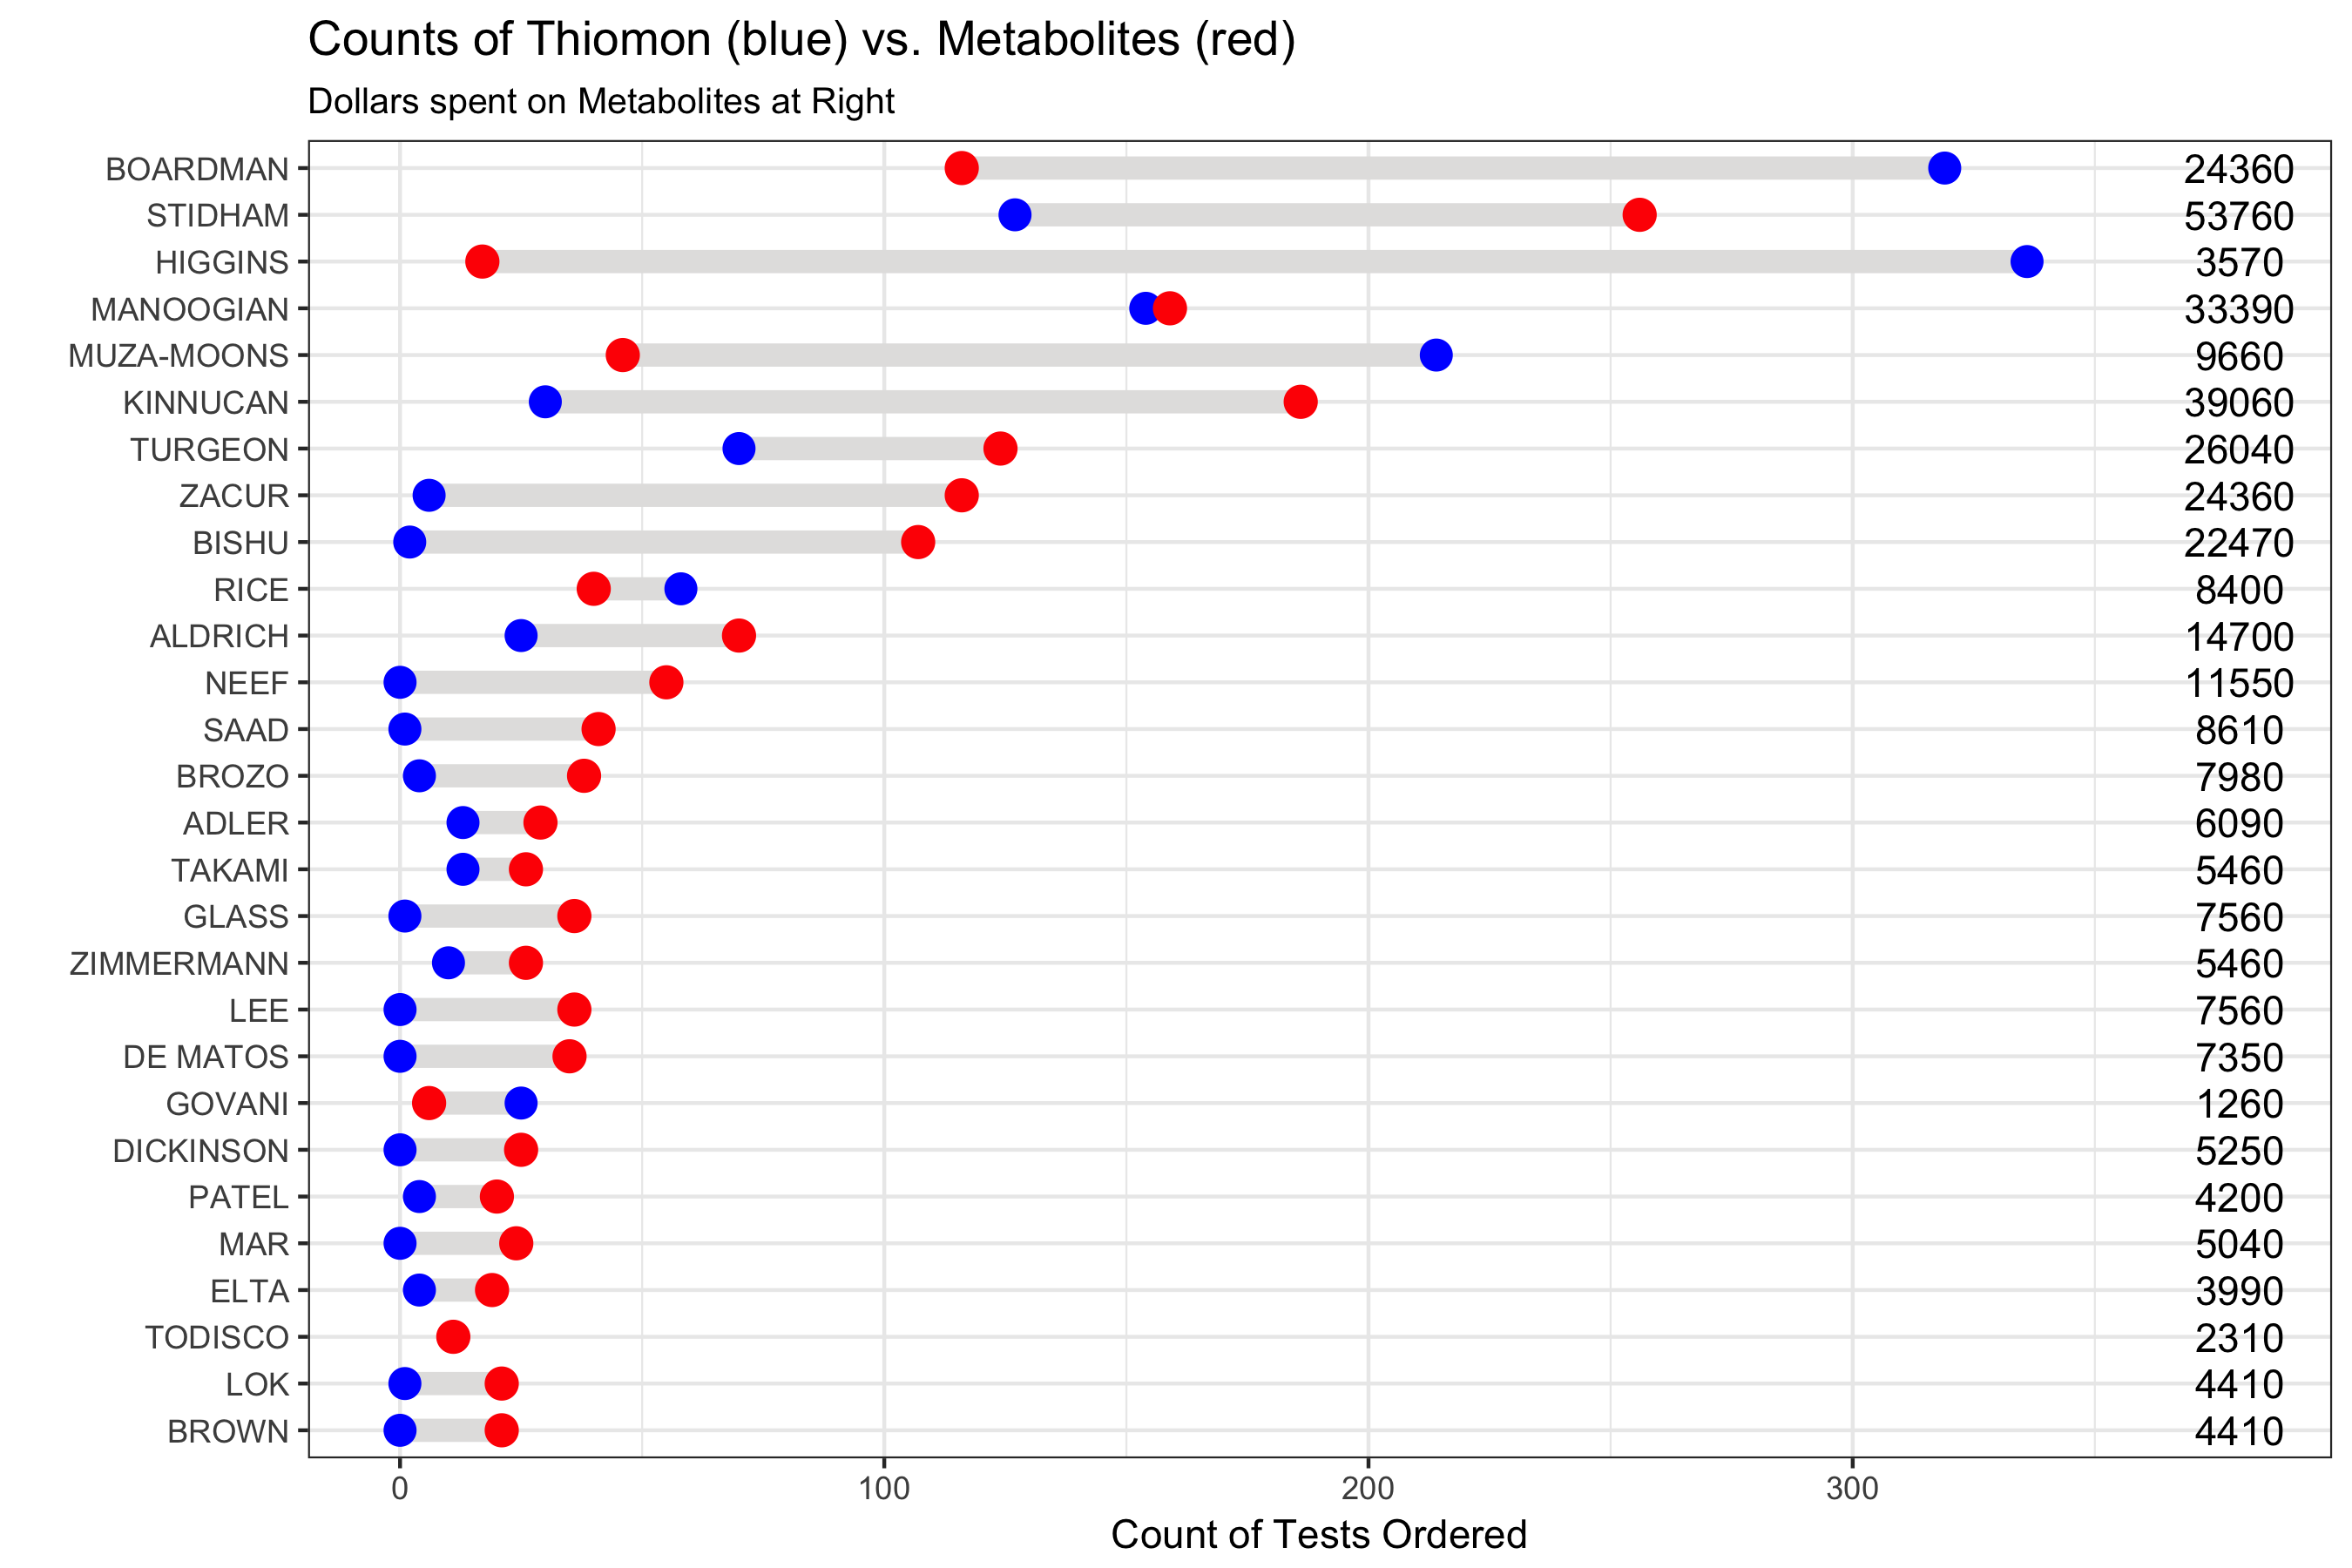 Counts of Thiomon (blue) vs. Metabolites (red)
Dollars spent on Metabolites at Right
BOARDMAN 24360
STIDHAM 53760
HIGGINS 3570
MANOOGIAN 33390
MUZA-MOONS 9660
KINNUCAN 39060
TURGEON 26040
ZACUR 24360
BISHU 22470
RICE 8400
ALDRICH 14700
NEEF 11550
SAAD 8610
BROZO 7980
ADLER 6090
TAKAMI 5460
GLASS 7560
ZIMMERMANN 5460
LEE 7560
DE MATOS 7350
GOVANI 1260
DICKINSON 5250
PATEL 4200
MAR 5040
ELTA 3990
TODISCO 2310
LOK 4410
BROWN 4410
0 100 200 300
Count of Tests Ordered